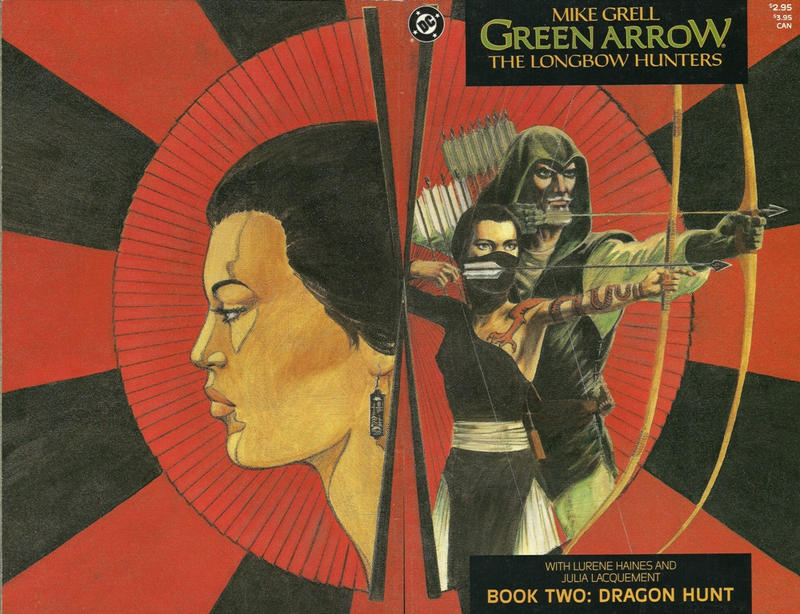 DC
MIKE GRELL
GREEN ARROW
THE LONGBOW HUNTERS
$2.95
$3.95
CAN
WITH LURENE HAINES AND
JULIA LACQUEMENT
BOOK TWO: DRAGON HUNT